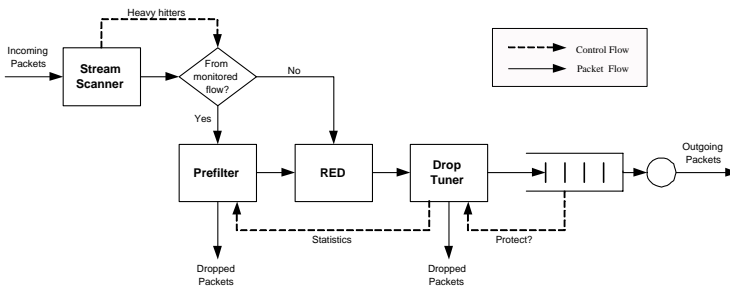 Heavy hitters
Incoming
Packets
Stream
Scanner
From
monitored
flow?
No
Yes
Control Flow
Packet Flow
Prefilter
RED
Drop
Tuner
Outgoing
Packets
Statistics
Protect?
Dropped
Packets
Dropped
Packets